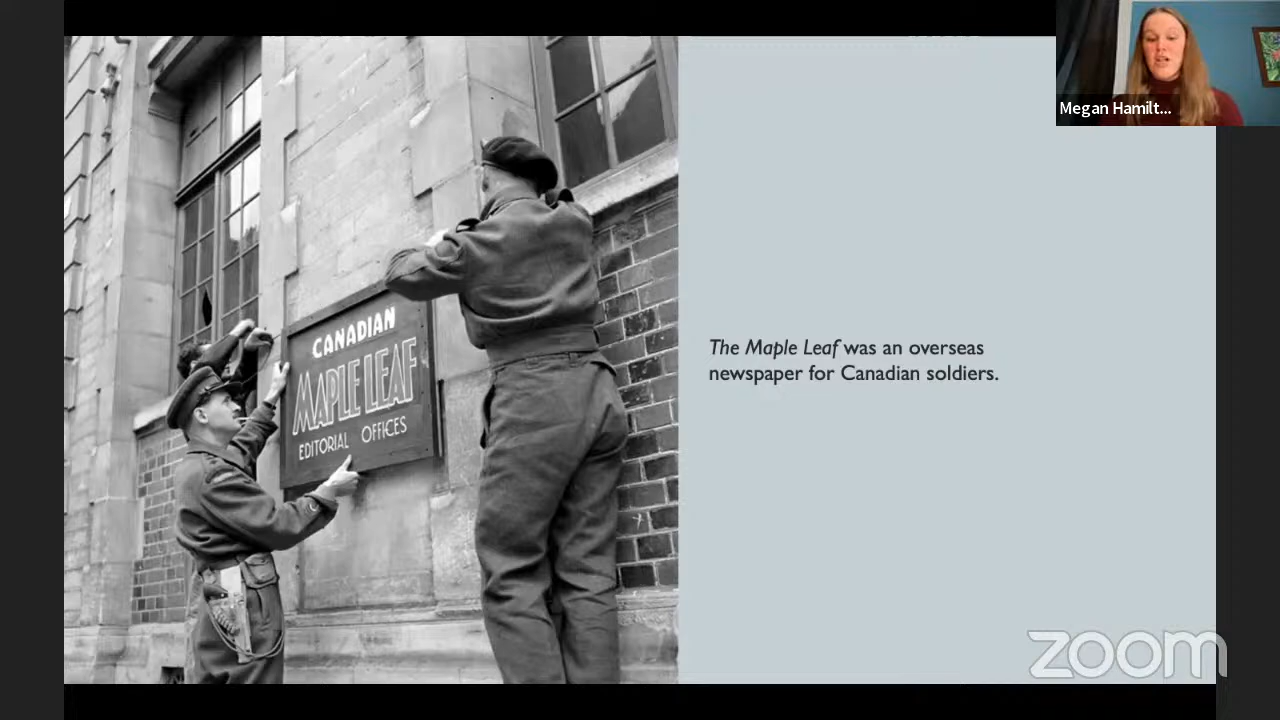 Megan Hamilt...
CANADIAN
MAPLE LEAF
EDITORIAL OFFICES
The Maple Leaf was an overseas
newspaper for Canadian soldiers.
zoom